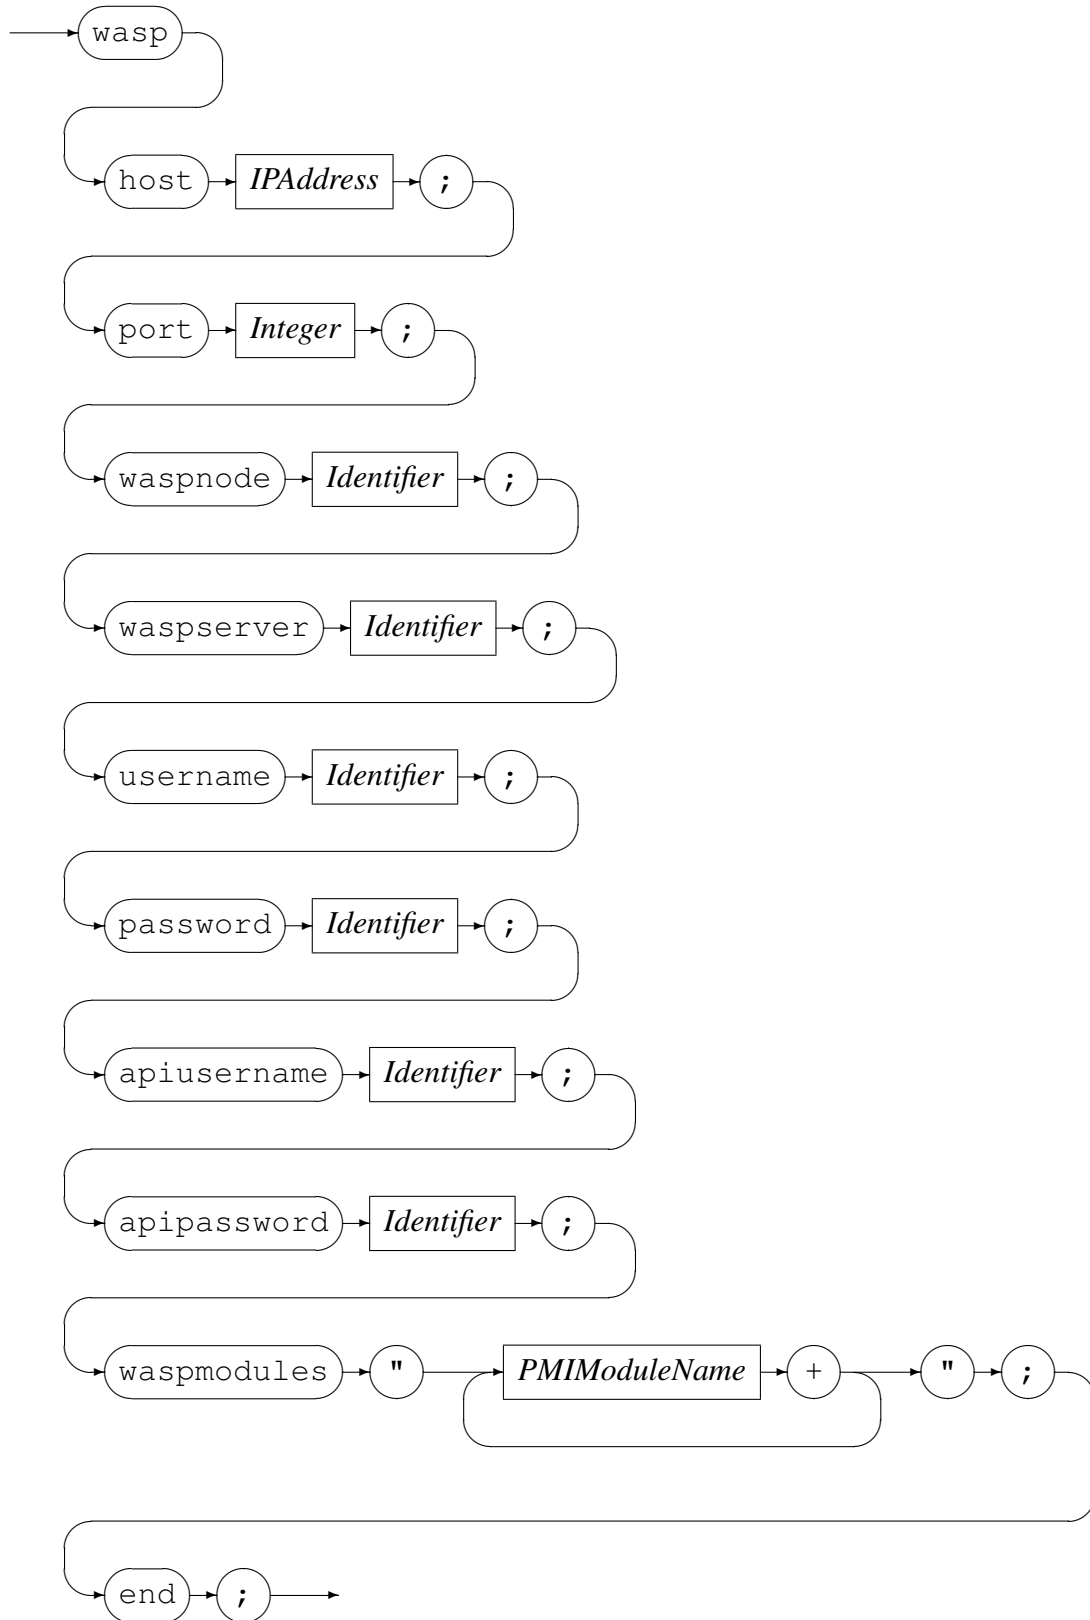 wasp
host IPAddress ;
port Integer ;
waspnode Identifier ;
waspserver Identifier ;
username Identifier ;
password Identifier ;
apiusername Identifier ;
apipassword Identifier ;
waspmodules " PMIModuleName + " ;
end ;